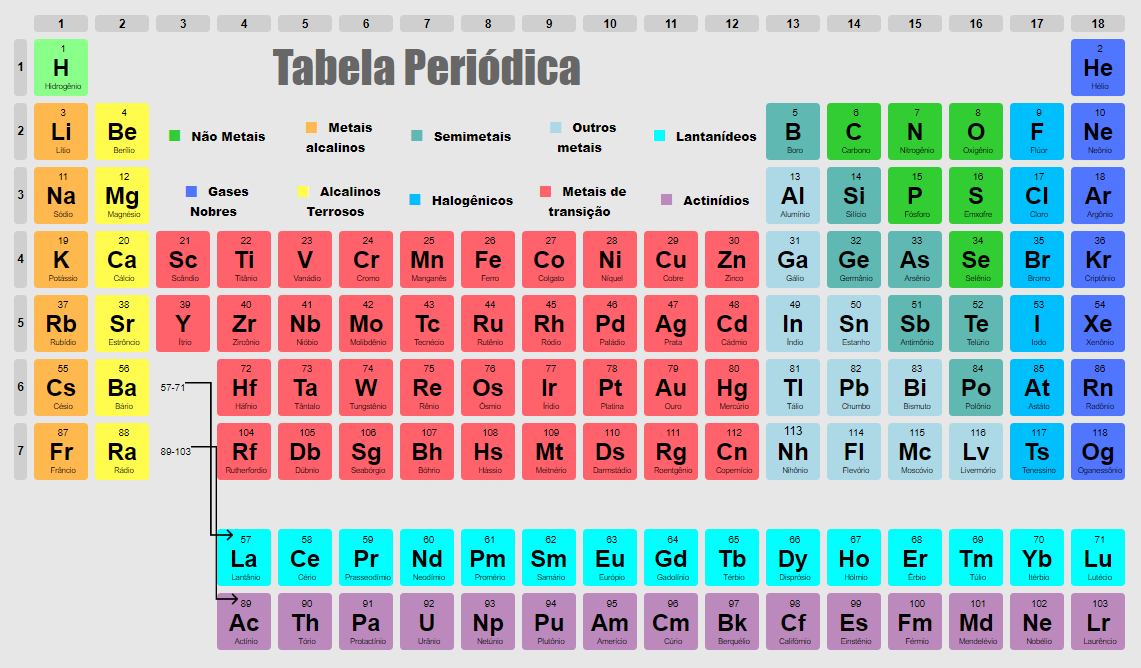 1 2 3 4 5 6 7 8 9 10 11 12 13 14 15 16 17 18
Tabela Periódica
1
1 2
H He
Hidrogênio Hélio
Não Metais
Metais alcalinos
Semimetais
Outros metais
Lantanídeos
Gases Nobres
Alcalinos Terrosos
Halogênicos
Metais de transição
Actinídios
2
3 4 5 6 7 8 9 10
Li Be B C N O F Ne
Lítio Berílio Boro Carbono Nitrogênio Oxigênio Flúor Neônio
3
11 12 13 14 15 16 17 18
Na Mg Al Si P S Cl Ar
Sódio Magnésio Alumínio Silício Fósforo Emxofre Cloro Argônio
4
19 20 21 22 23 24 25 26 27 28 29 30 31 32 33 34 35 36
K Ca Sc Ti V Cr Mn Fe Co Ni Cu Zn Ga Ge As Se Br Kr
Potássio Cálcio Scândio Titânio Vanádio Cromo Manganês Ferro Colgato Níquel Cobre Zinco Gálio Germânio Arsênio Selênio Bromo Criptônio
5
37 38 39 40 41 42 43 44 45 46 47 48 49 50 51 52 53 54
Rb Sr Y Zr Nb Mo Tc Ru Rh Pd Ag Cd In Sn Sb Te I Xe
Rubídio Estrôncio Ítrio Zircônio Nióbio Molibdênio Tecnécio Rutênio Ródio Paládio Prata Cádmio Índio Estanho Antimônio Telúrio Iodo Xenônio
6
55 56 57-71 72 73 74 75 76 77 78 79 80 81 82 83 84 85 86
Cs Ba Hf Ta W Re Os Ir Pt Au Hg Tl Pb Bi Po At Rn
Césio Bário Háfnio Tântalo Tungstênio Rênio Ósmio Irídio Platina Ouro Mercúrio Tálio Chumbo Bismuto Polônio Astáto Radônio
7
87 88 89-103 104 105 106 107 108 109 110 111 112 113 114 115 116 117 118
Fr Ra Rf Db Sg Bh Hs Mt Ds Rg Cn Nh Fl Mc Lv Ts Og
Frâncio Rádio Rutherfordio Dúbnio Seabórgio Bóhrio Hássio Meitnério Darmstádio Roentgênio Copernício Nihônio Flevório Moscóvio Livermório Tenessino Oganessônio
57 58 59 60 61 62 63 64 65 66 67 68 69 70 71
La Ce Pr Nd Pm Sm Eu Gd Tb Dy Ho Er Tm Yb Lu
Lantânio Cério Prasseodímio Neodímio Promério Samário Európio Gadolínio Térbio Disprósio Hólmio Érbio Túlio Itérbio Lutécio
89 90 91 92 93 94 95 96 97 98 99 100 101 102 103
Ac Th Pa U Np Pu Am Cm Bk Cf Es Fm Md Ne Lr
Actínio Tório Protactínio Urânio Netúnio Plutônio Amerício Cúrio Berquélio Califórnio Einstênio Férmio Mendelévio Nobélio Laurêncio